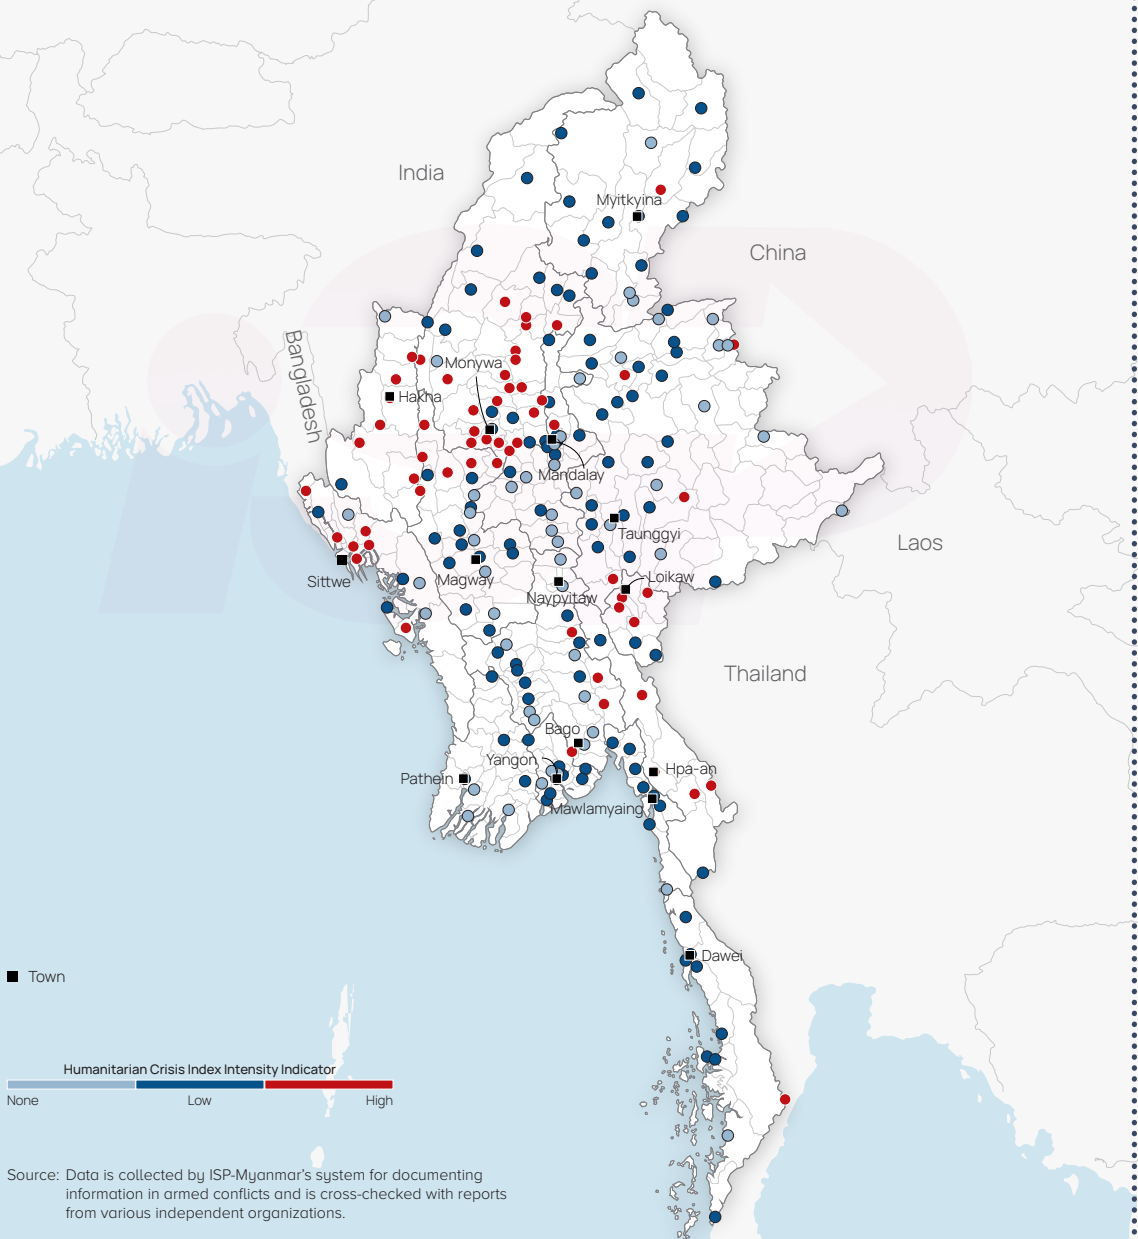 India
Myitkyina
China
Bangladesh
Monywa
Hakha
Mandalay
Taunggyi
Laos
Sittwe
Magway
Loikaw
Naypyitaw
Thailand
Bago
Yangon
Pathein
Hpa-an
Mawlamyaing
Dawei
Town
Humanitarian Crisis Index Intensity Indicator
None Low High
Source: Data is collected by ISP-Myanmar's system for documenting
information in armed conflicts and is cross-checked with reports
from various independent organizations.